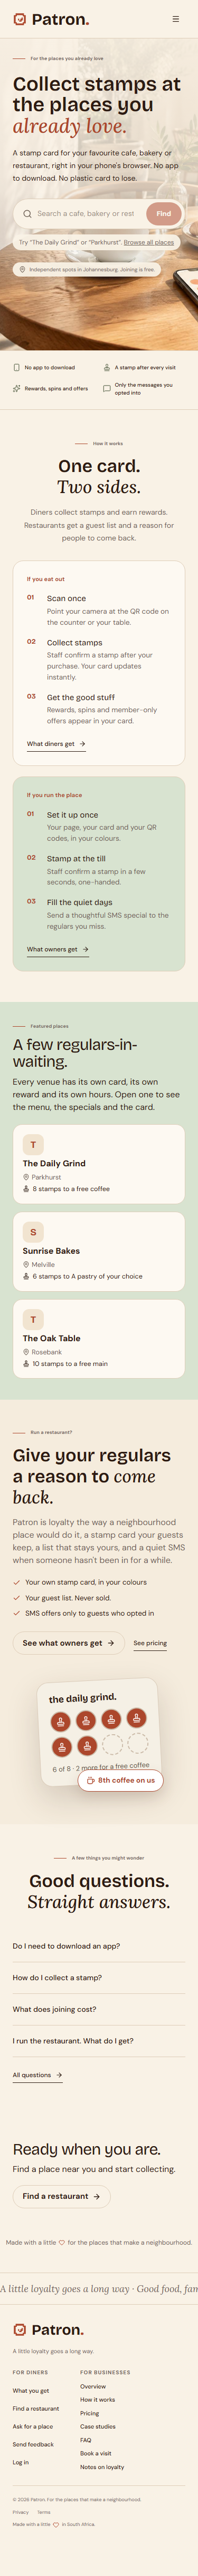 Patron.
For the places you already love
Collect stamps at
the places you
already love.
A stamp card for your favourite cafe, bakery or
restaurant, right in your phone's browser. No app
to download. No plastic card to lose.
Search a cafe, bakery or rest
Find
Try “The Daily Grind” or “Parkhurst”. Browse all places
Independent spots in Johannesburg. Joining is free.
No app to download
A stamp after every visit
Rewards, spins and offers
Only the messages you
opted into
How it works
One card.
Two sides.
Diners collect stamps and earn rewards.
Restaurants get a guest list and a reason for
people to come back.
If you eat out
01 Scan once
Point your camera at the QR code on
the counter or your table.
02 Collect stamps
Staff confirm a stamp after your
purchase. Your card updates
instantly.
03 Get the good stuff
Rewards, spins and member-only
offers appear in your card.
What diners get
If you run the place
01 Set it up once
Your page, your card and your QR
codes, in your colours.
02 Stamp at the till
Staff confirm a stamp in a few
seconds, one-handed.
03 Fill the quiet days
Send a thoughtful SMS special to the
regulars you miss.
What owners get
Featured places
A few regulars-in-
waiting.
Every venue has its own card, its own
reward and its own hours. Open one to see
the menu, the specials and the card.
T
The Daily Grind
Parkhurst
8 stamps to a free coffee
S
Sunrise Bakes
Melville
6 stamps to A pastry of your choice
T
The Oak Table
Rosebank
10 stamps to a free main
Run a restaurant?
Give your regulars
a reason to come
back.
Patron is loyalty the way a neighbourhood
place would do it, a stamp card your guests
keep, a list that stays yours, and a quiet SMS
when someone hasn't been in for a while.
Your own stamp card, in your colours
Your guest list. Never sold.
SMS offers only to guests who opted in
See what owners get
See pricing
the daily grind.
6 of 8 · 2 more for a free coffee
8th coffee on us
A few things you might wonder
Good questions.
Straight answers.
Do I need to download an app?
How do I collect a stamp?
What does joining cost?
I run the restaurant. What do I get?
All questions
Ready when you are.
Find a place near you and start collecting.
Find a restaurant
Made with a little for the places that make a neighbourhood.
A little loyalty goes a long way · Good food, fam
Patron.
A little loyalty goes a long way.
FOR DINERS
What you get
Find a restaurant
Ask for a place
Send feedback
Log in
FOR BUSINESSES
Overview
How it works
Pricing
Case studies
FAQ
Book a visit
Notes on loyalty
© 2026 Patron. For the places that make a neighbourhood.
Privacy Terms
Made with a little in South Africa.